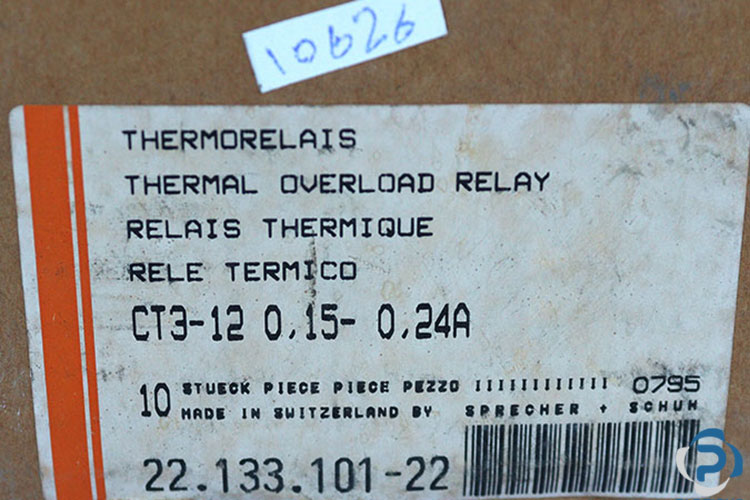 10626
THERMORELAIS
THERMAL OVERLOAD RELAY
RELAIS THERMIQUE
RELE TERMICO
CT3-12 0,15- 0,24A
10 STUECK PIECE PIECE PEZZO IIIIIIIIIIII 0795
MADE IN SWITZERLAND BY SPRECHER + SCHUH
22.133.101-22